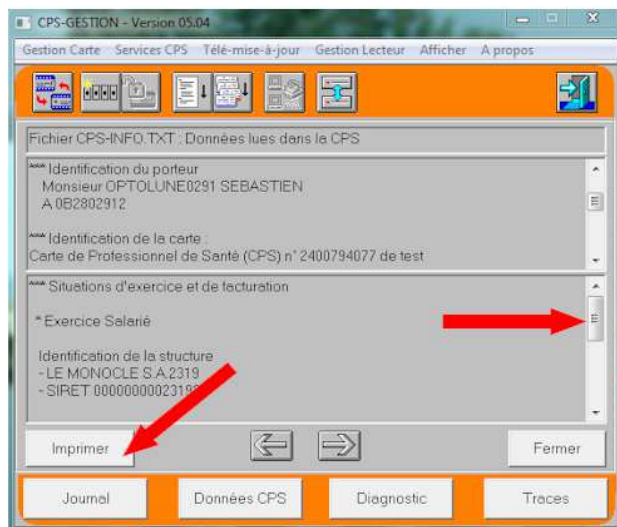 CPS-GESTION - Version 05.04
Gestion Carte Services CPS Télé-mise-à-jour Gestion Lecteur Afficher A propos
Fichier CPS-INFO.TXT : Données lues dans la CPS
*** Identification du porteur
Monsieur OPTOLUNE0291 SEBASTIEN
A 0B2802912
*** Identification de la carte :
Carte de Professionnel de Santé (CPS) n° 2400794077 de test
*** Situations d'exercice et de facturation
* Exercice Salarié
Identification de la structure
- LE MONOCLE S.A.2319
- SIRET
Imprimer Fermer
Journal Données CPS Diagnostic Traces